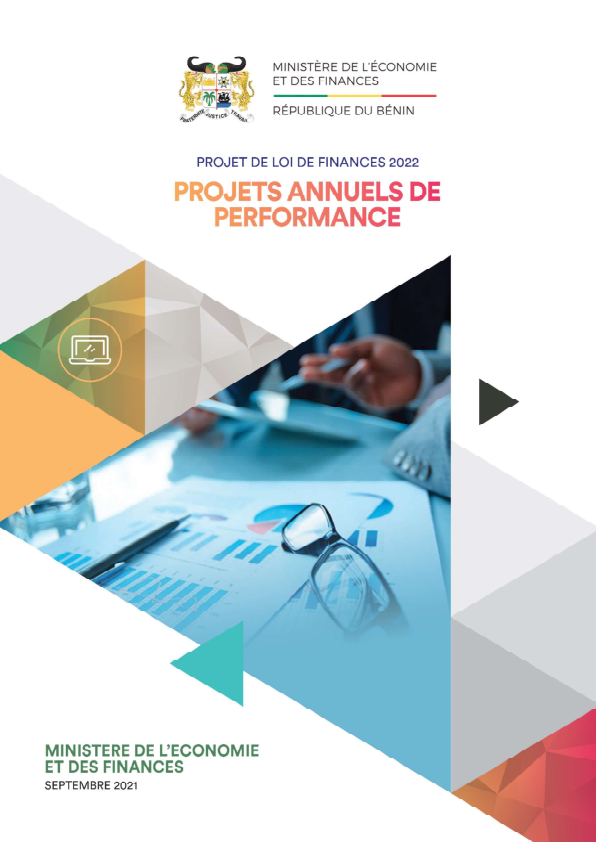 MINISTÈRE DE L'ÉCONOMIE
ET DES FINANCES
RÉPUBLIQUE DU BÉNIN
FRATERNITÉ JUSTICE TRAVAIL
PROJET DE LOI DE FINANCES 2022
PROJETS ANNUELS DE
PERFORMANCE
MINISTERE DE L'ECONOMIE
ET DES FINANCES
SEPTEMBRE 2021